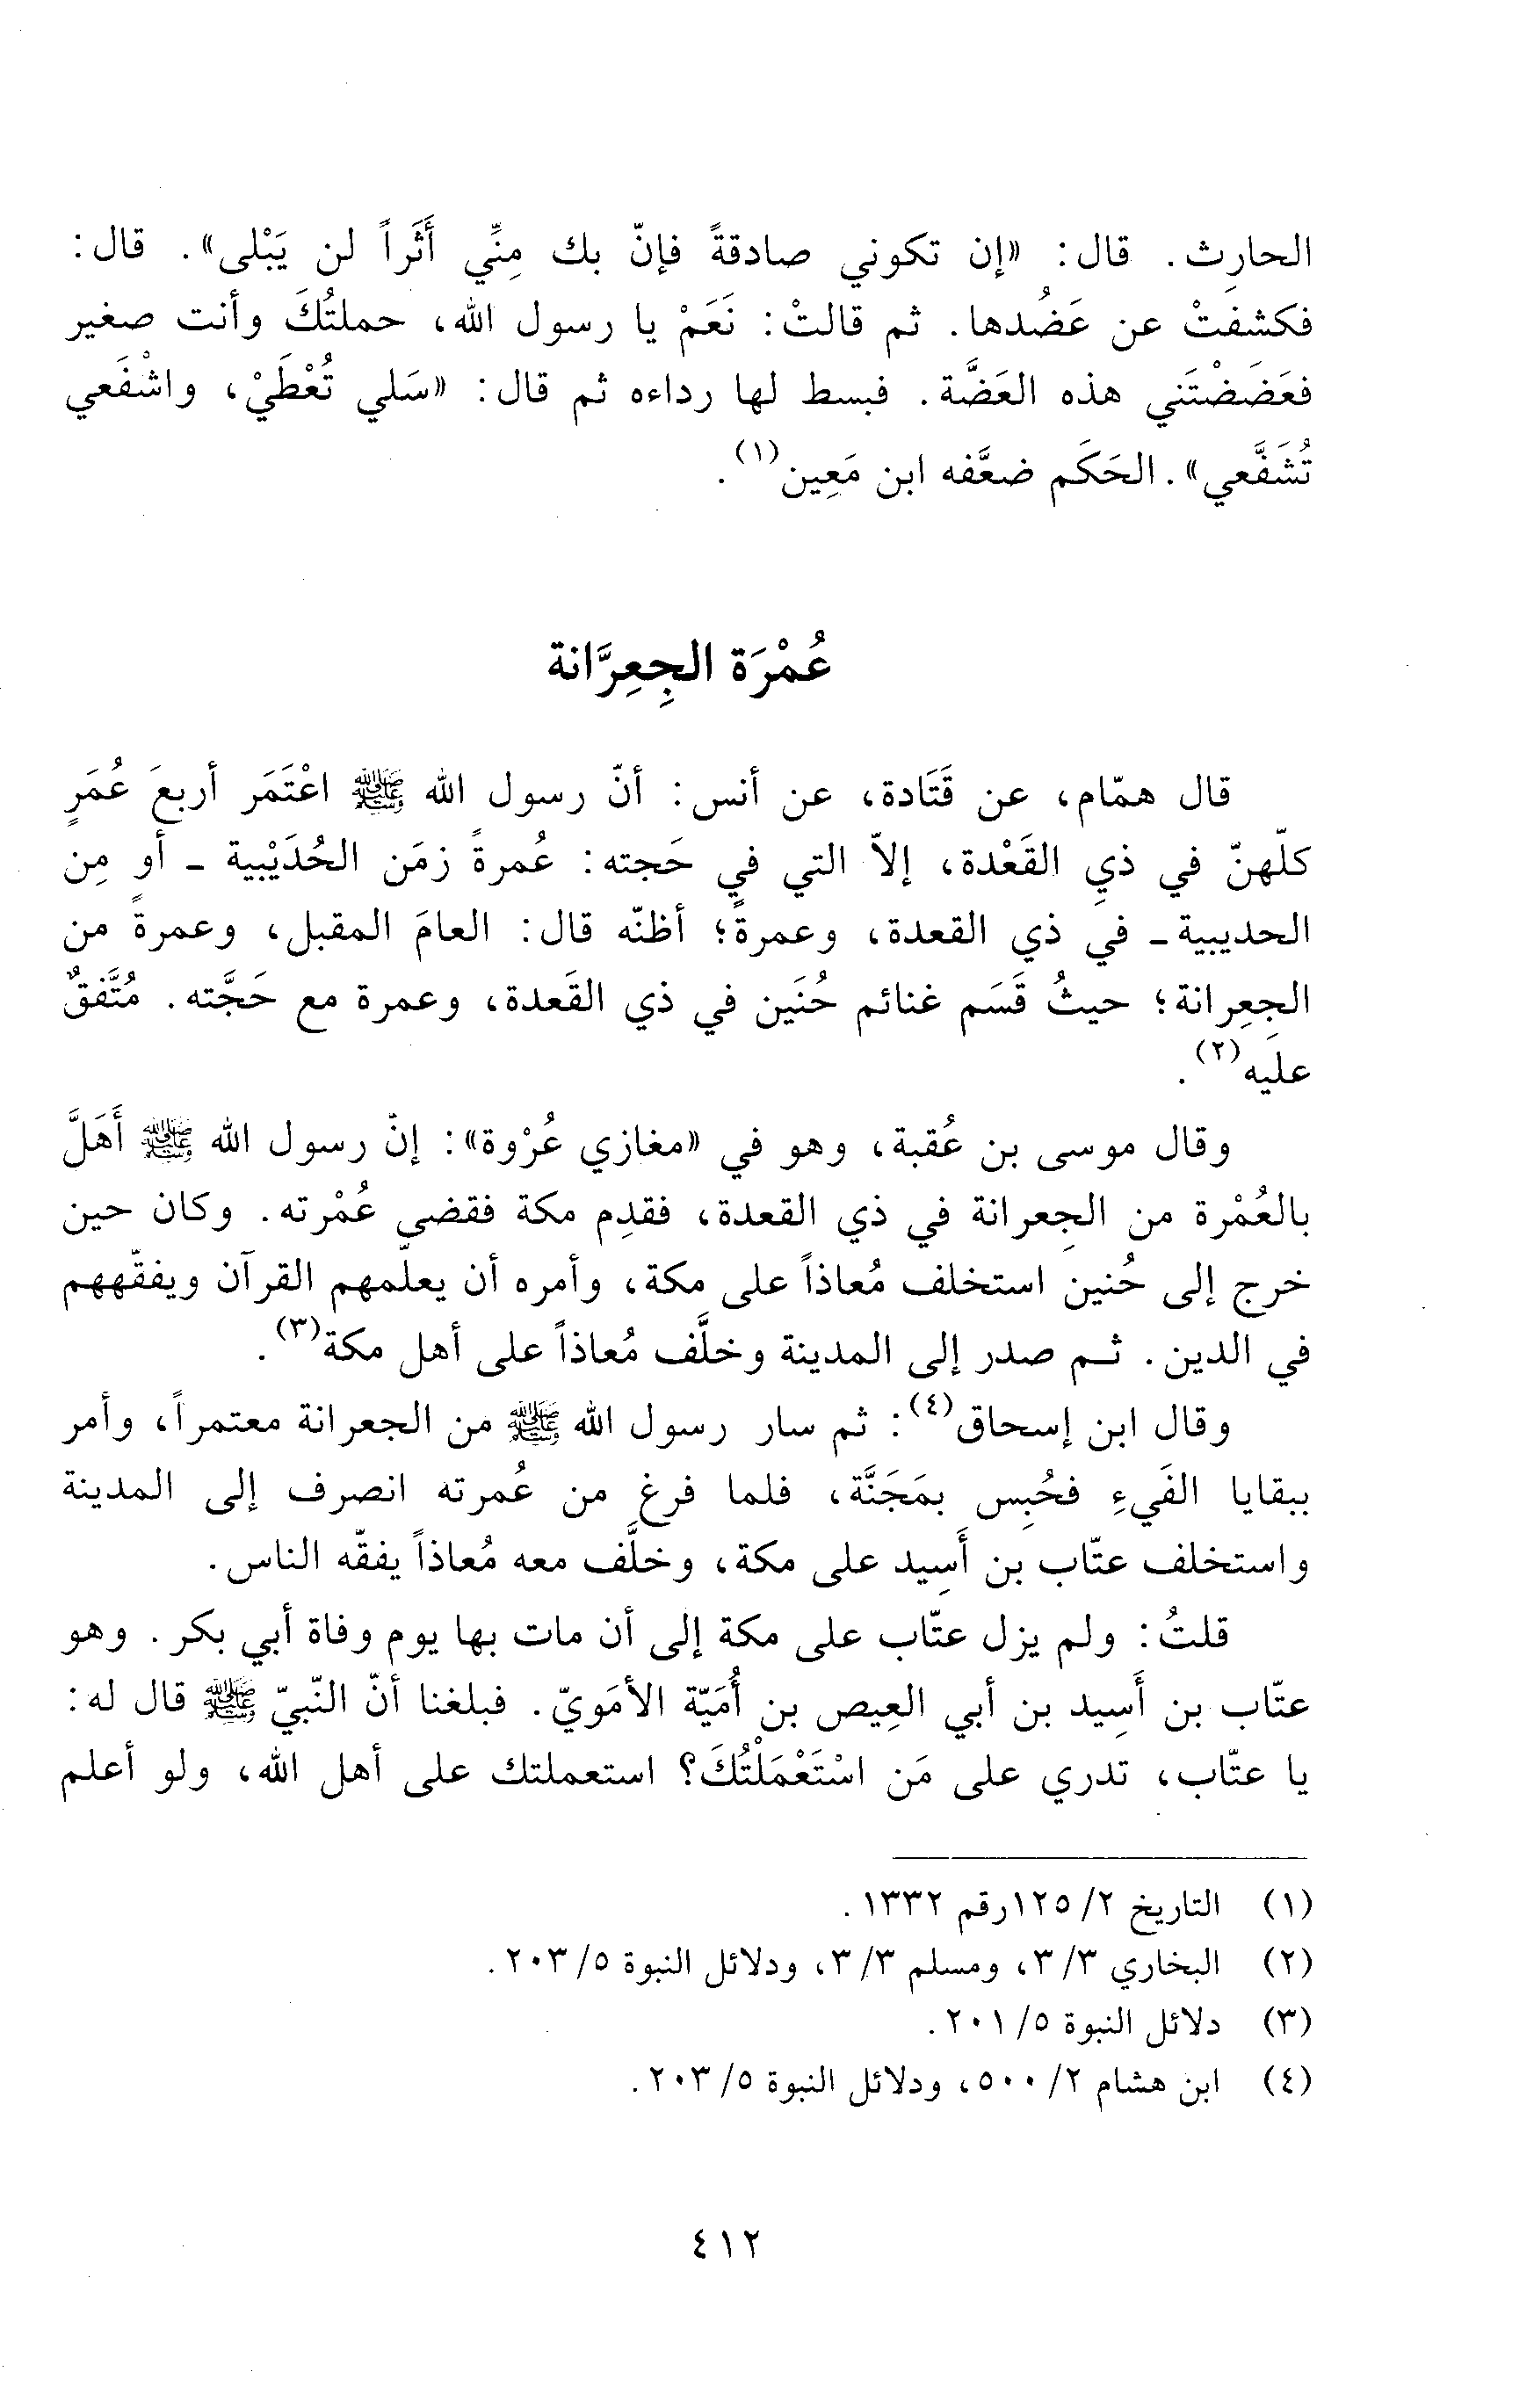 الحارِث. قال: «إن تكوني صادقةً فإنّ بك مِنِّي أَثَراً لن يَبْلى». قال:
فكشفتْ عن عَضُدها. ثم قالتْ: نَعَمْ يا رسول الله، حملتُكَ وأنت صغير
فعَضَضْتَني هذه العَضَّة. فبسط لها رداءه ثم قال: «سَلي تُعْطَيْ، واشْفَعي
تُشَفَّعي». الحَكَم ضعَّفه ابن مَعِين(١).
عُمْرَة الجِعِرَّانة
قال همّام، عن قَتَادة، عن أنس: أنّ رسول الله ﷺ اعْتَمَر أربعَ عُمَرٍ
كلّهنّ في ذي القَعْدة، إلاّ التي في حَجته: عُمرةً زمَن الحُدَيْبية ـ أو مِن
الحديبية ـ في ذي القعدة، وعمرةً؛ أظنّه قال: العامَ المقبل، وعمرةً من
الجِعِرانة؛ حيثُ قَسَم غنائم حُنَين في ذي القَعدة، وعمرة مع حَجَّته. مُتَّفقٌ
عليه(٢).
وقال موسى بن عُقبة، وهو في «مغازي عُرْوة»: إنّ رسول الله ﷺ أَهَلَّ
بالعُمْرة من الجِعرانة في ذي القعدة، فقدِم مكة فقضى عُمْرته. وكان حين
خرج إلى حُنين استخلف مُعاذاً على مكة، وأمره أن يعلّمهم القرآن ويفقّههم
في الدين. ثم صدر إلى المدينة وخلَّف مُعاذاً على أهل مكة(٣).
وقال ابن إسحاق(٤): ثم سار رسول الله ﷺ من الجعرانة معتمراً، وأمر
ببقايا الفَيءِ فحُبِس بمَجَنَّة، فلما فرغ من عُمرته انصرف إلى المدينة
واستخلف عتّاب بن أَسِيد على مكة، وخلَّف معه مُعاذاً يفقّه الناس.
قلتُ: ولم يزل عتّاب على مكة إلى أن مات بها يوم وفاة أبي بكر. وهو
عتّاب بن أَسِيد بن أبي العِيص بن أُمَيّة الأمَويّ. فبلغنا أنّ النّبيّ ﷺ قال له:
يا عتّاب، تدري على مَن اسْتَعْمَلْتُكَ؟ استعملتك على أهل الله، ولو أعلم
(١) التاريخ ٢/ ١٢٥رقم ١٣٣٢.
(٢) البخاري ٣/ ٣، ومسلم ٣/ ٣، ودلائل النبوة ٥/ ٢٠٣.
(٣) دلائل النبوة ٥/ ٢٠١.
(٤) ابن هشام ٢/ ٥٠٠، ودلائل النبوة ٥/ ٢٠٣.
٤١٢